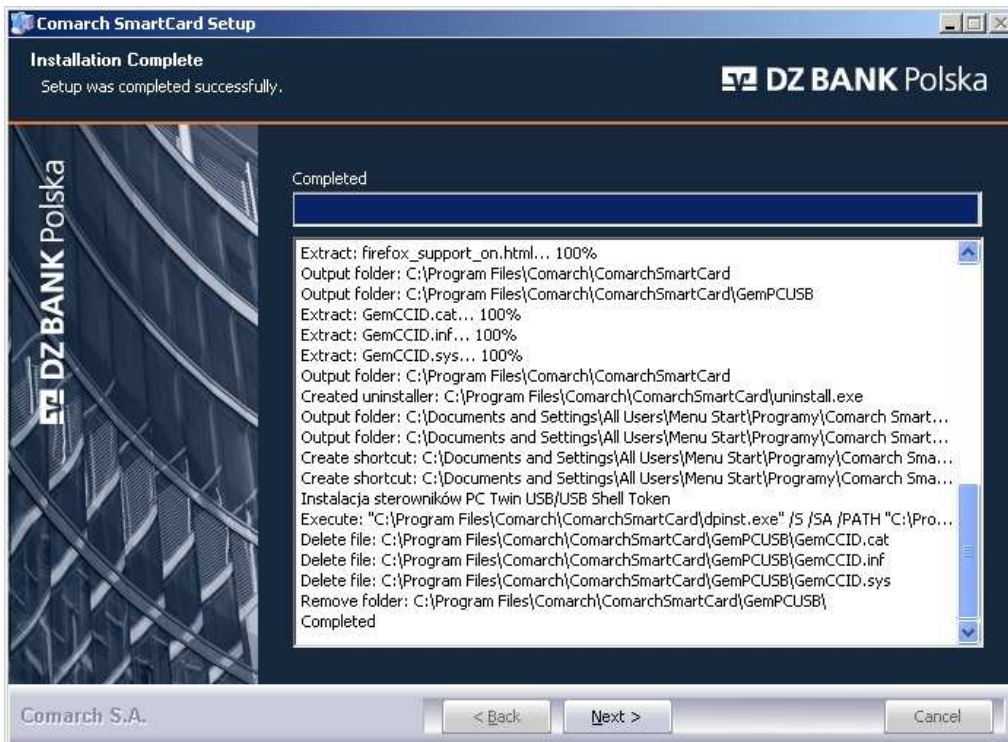 Comarch SmartCard Setup
Installation Complete
Setup was completed successfully.
DZ BANK Polska
DZ BANK Polska
Completed
Extract: firefox_support_on.html... 100%
Output folder: C:\Program Files\Comarch\ComarchSmartCard
Output folder: C:\Program Files\Comarch\ComarchSmartCard\GemPCUSB
Extract: GemCCID.cat... 100%
Extract: GemCCID.inf... 100%
Extract: GemCCID.sys... 100%
Output folder: C:\Program Files\Comarch\ComarchSmartCard
Created uninstaller: C:\Program Files\Comarch\ComarchSmartCard\uninstall.exe
Output folder: C:\Documents and Settings\All Users\Menu Start\Programy\Comarch Smart...
Output folder: C:\Documents and Settings\All Users\Menu Start\Programy\Comarch Smart...
Create shortcut: C:\Documents and Settings\All Users\Menu Start\Programy\Comarch Sma...
Create shortcut: C:\Documents and Settings\All Users\Menu Start\Programy\Comarch Sma...
Instalacja sterowników PC Twin USB/USB Shell Token
Execute: "C:\Program Files\Comarch\ComarchSmartCard\dpinst.exe" /S /SA /PATH "C:\Pro...
Delete file: C:\Program Files\Comarch\ComarchSmartCard\GemPCUSB\GemCCID.cat
Delete file: C:\Program Files\Comarch\ComarchSmartCard\GemPCUSB\GemCCID.inf
Delete file: C:\Program Files\Comarch\ComarchSmartCard\GemPCUSB\GemCCID.sys
Remove folder: C:\Program Files\Comarch\ComarchSmartCard\GemPCUSB\
Completed
Comarch S.A.
< Back
Next >
Cancel